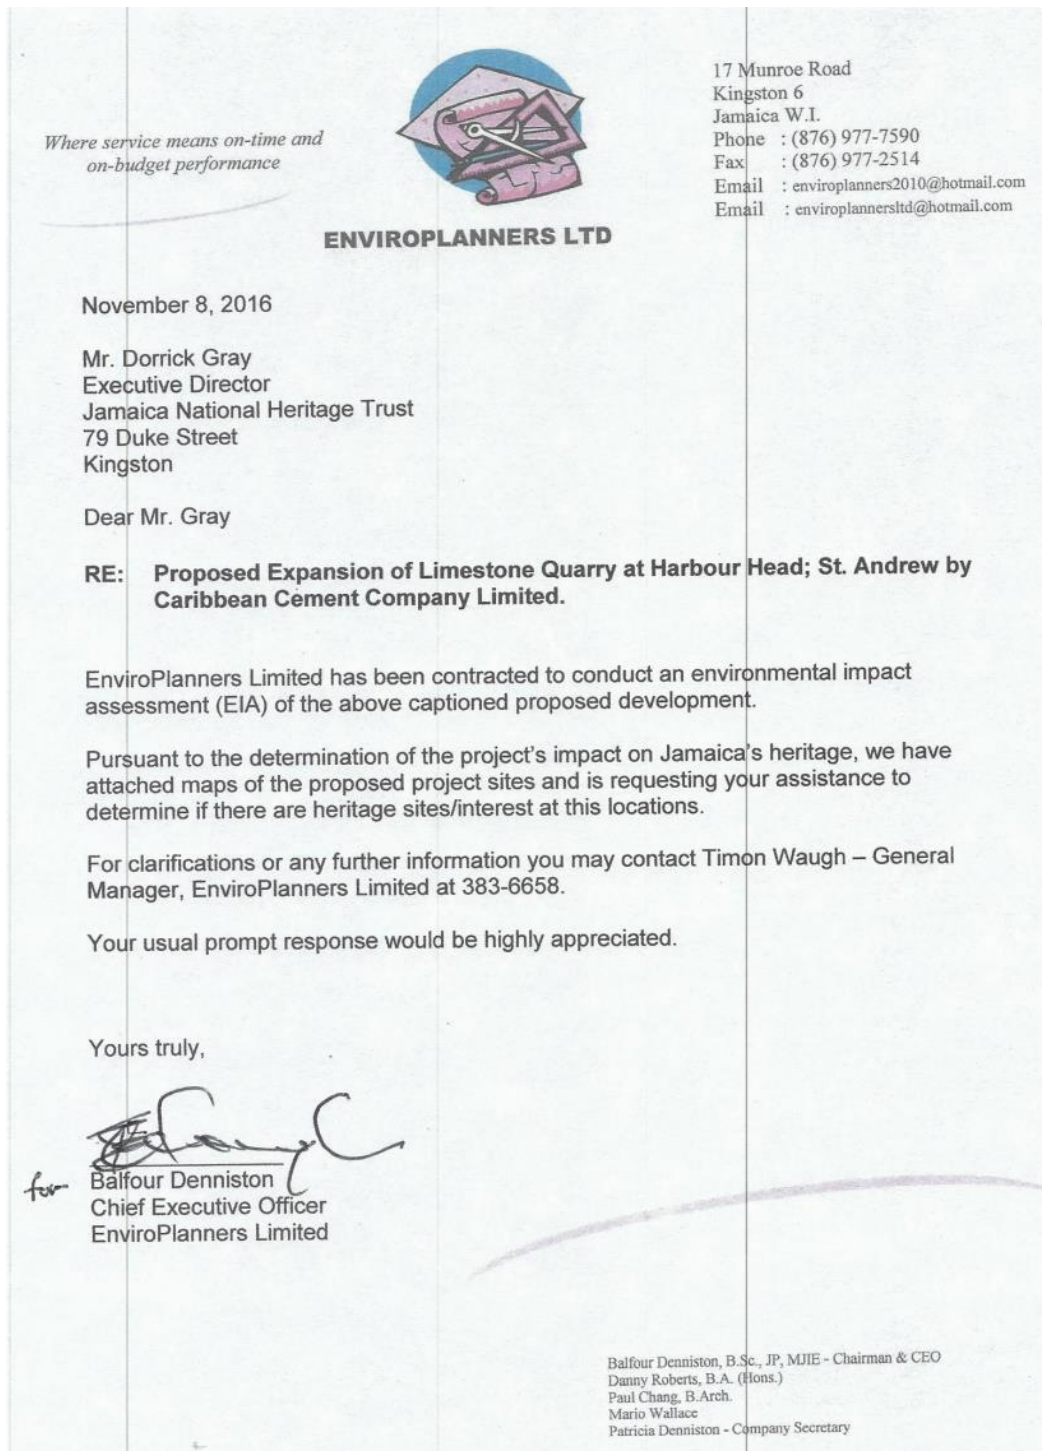 Where service means on-time and
on-budget performance
ENVIROPLANNERS LTD
17 Munroe Road
Kingston 6
Jamaica W.I.
Phone : (876) 977-7590
Fax : (876) 977-2514
Email : enviroplanners2010@hotmail.com
Email : enviroplannersltd@hotmail.com
November 8, 2016
Mr. Dorrick Gray
Executive Director
Jamaica National Heritage Trust
79 Duke Street
Kingston
Dear Mr. Gray
RE: Proposed Expansion of Limestone Quarry at Harbour Head; St. Andrew by
Caribbean Cement Company Limited.
EnviroPlanners Limited has been contracted to conduct an environmental impact
assessment (EIA) of the above captioned proposed development.
Pursuant to the determination of the project's impact on Jamaica's heritage, we have
attached maps of the proposed project sites and is requesting your assistance to
determine if there are heritage sites/interest at this locations.
For clarifications or any further information you may contact Timon Waugh – General
Manager, EnviroPlanners Limited at 383-6658.
Your usual prompt response would be highly appreciated.
Yours truly,
for Balfour Denniston
Chief Executive Officer
EnviroPlanners Limited
Balfour Denniston, B.Sc., JP, MJIE - Chairman & CEO
Danny Roberts, B.A. (Hons.)
Paul Chang, B.Arch.
Mario Wallace
Patricia Denniston - Company Secretary